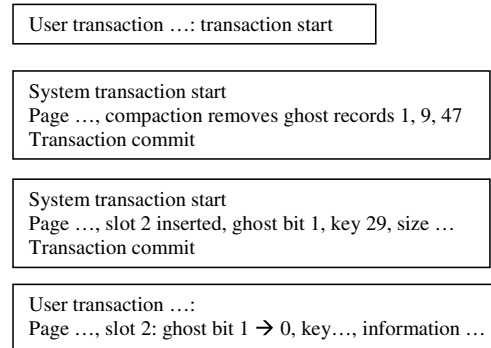 User transaction …: transaction start
System transaction start
Page …, compaction removes ghost records 1, 9, 47
Transaction commit
System transaction start
Page …, slot 2 inserted, ghost bit 1, key 29, size …
Transaction commit
User transaction …:
Page …, slot 2: ghost bit 1 → 0, key…, information …